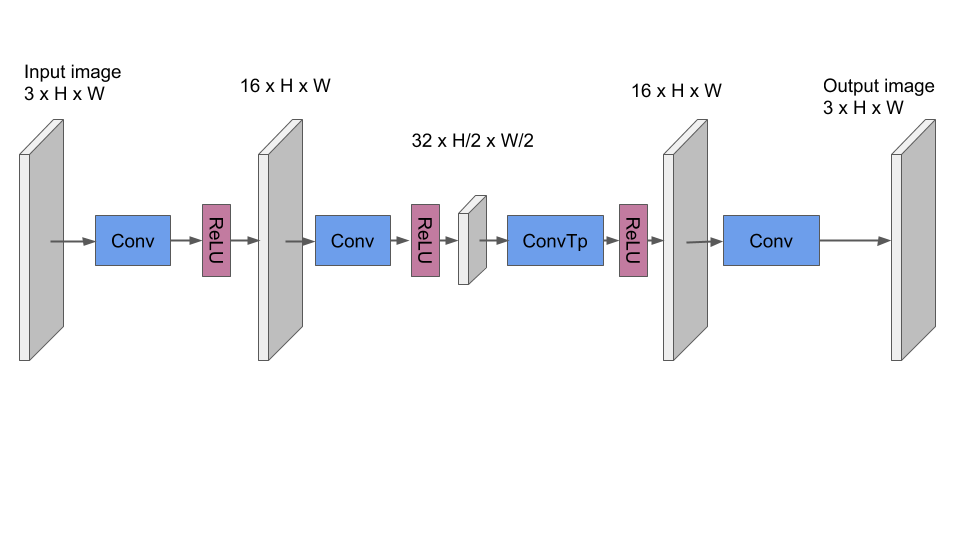 Input image
3 x H x W
16 x H x W
32 x H/2 x W/2
16 x H x W
Output image
3 x H x W
Conv
ReLU
Conv
ReLU
ConvTp
ReLU
Conv